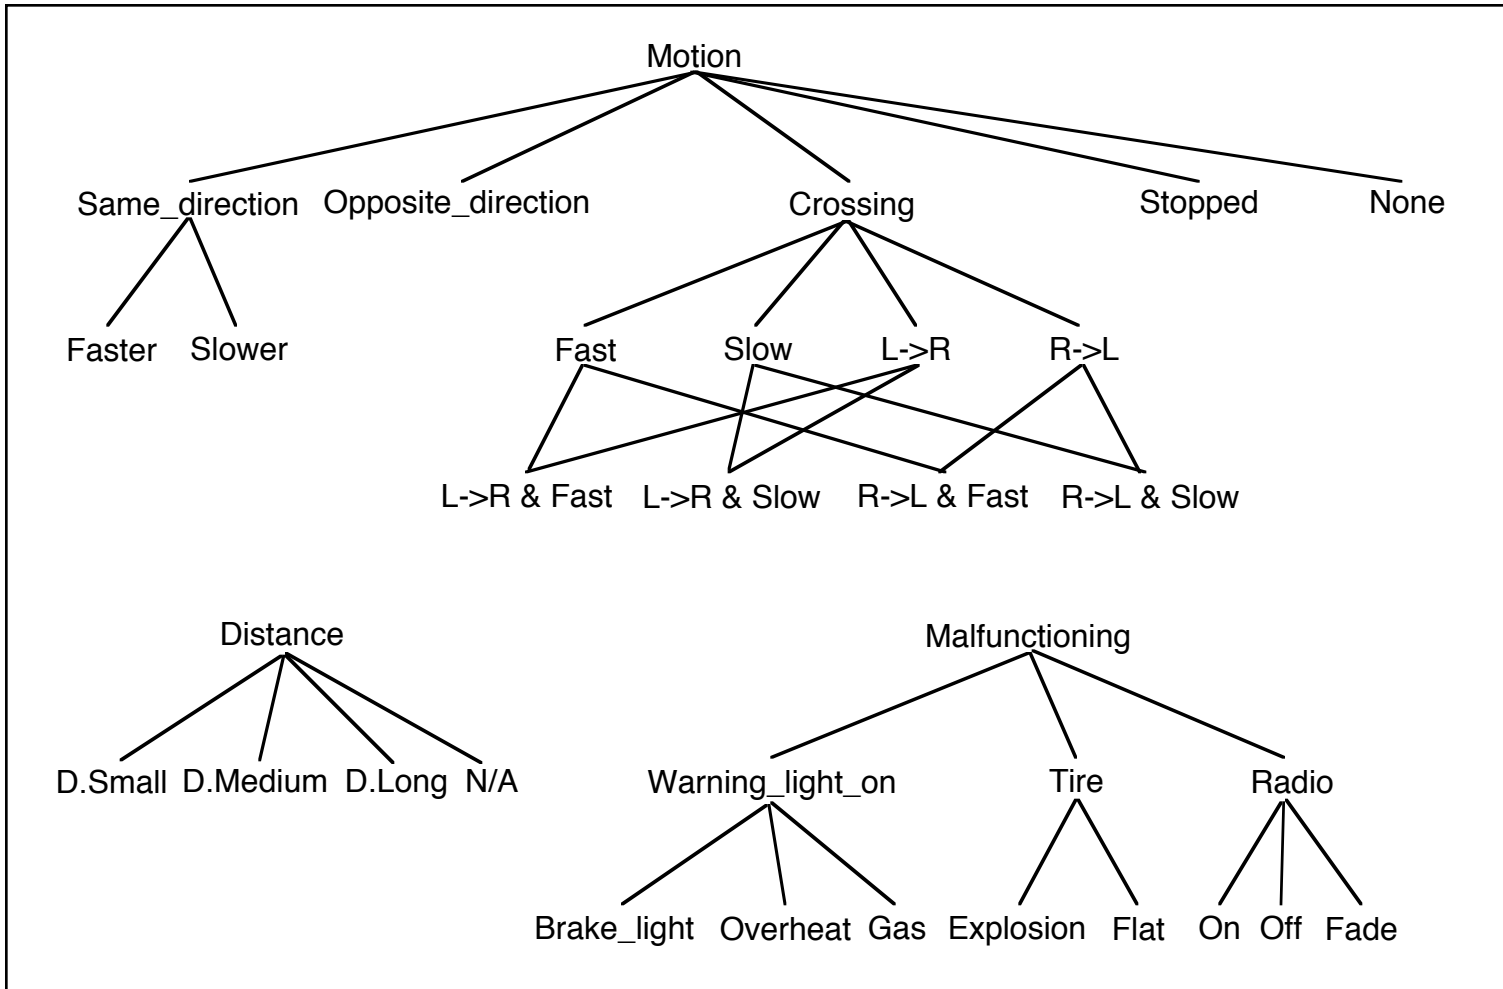 Motion
Same_direction Opposite_direction Crossing Stopped None
Faster Slower Fast Slow L->R R->L
L->R & Fast L->R & Slow R->L & Fast R->L & Slow
Distance Malfunctioning
D.Small D.Medium D.Long N/A Warning_light_on Tire Radio
Brake_light Overheat Gas Explosion Flat On Off Fade